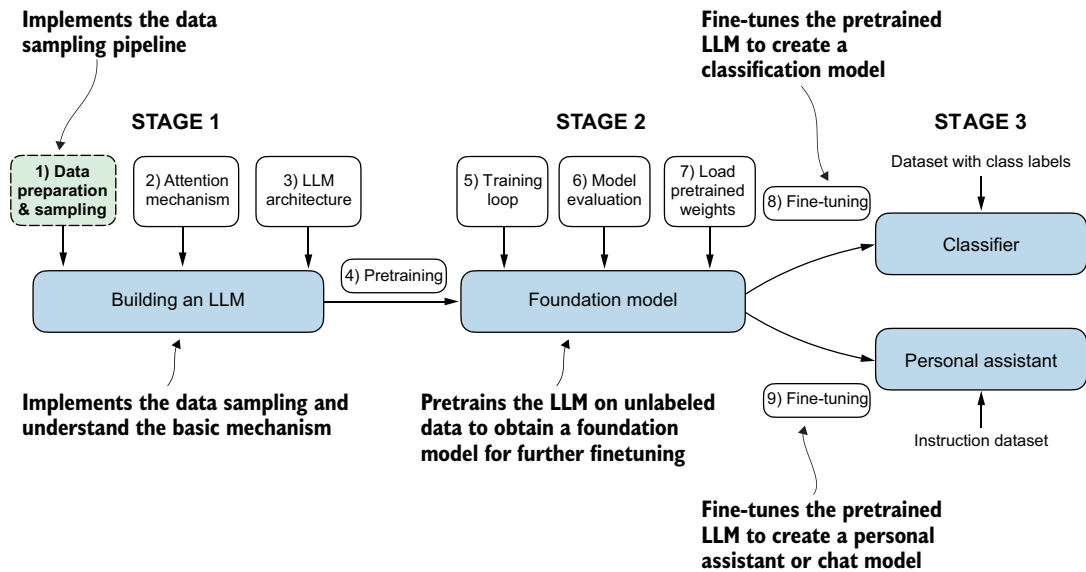 Implements the data
sampling pipeline
Fine-tunes the pretrained
LLM to create a
classification model
STAGE 1
STAGE 2
STAGE 3
1) Data
preparation
& sampling
2) Attention
mechanism
3) LLM
architecture
5) Training
loop
6) Model
evaluation
7) Load
pretrained
weights
8) Fine-tuning
Dataset with class labels
Classifier
4) Pretraining
Building an LLM
Foundation model
Personal assistant
Implements the data sampling and
understand the basic mechanism
Pretrains the LLM on unlabeled
data to obtain a foundation
model for further finetuning
9) Fine-tuning
Instruction dataset
Fine-tunes the pretrained
LLM to create a personal
assistant or chat model